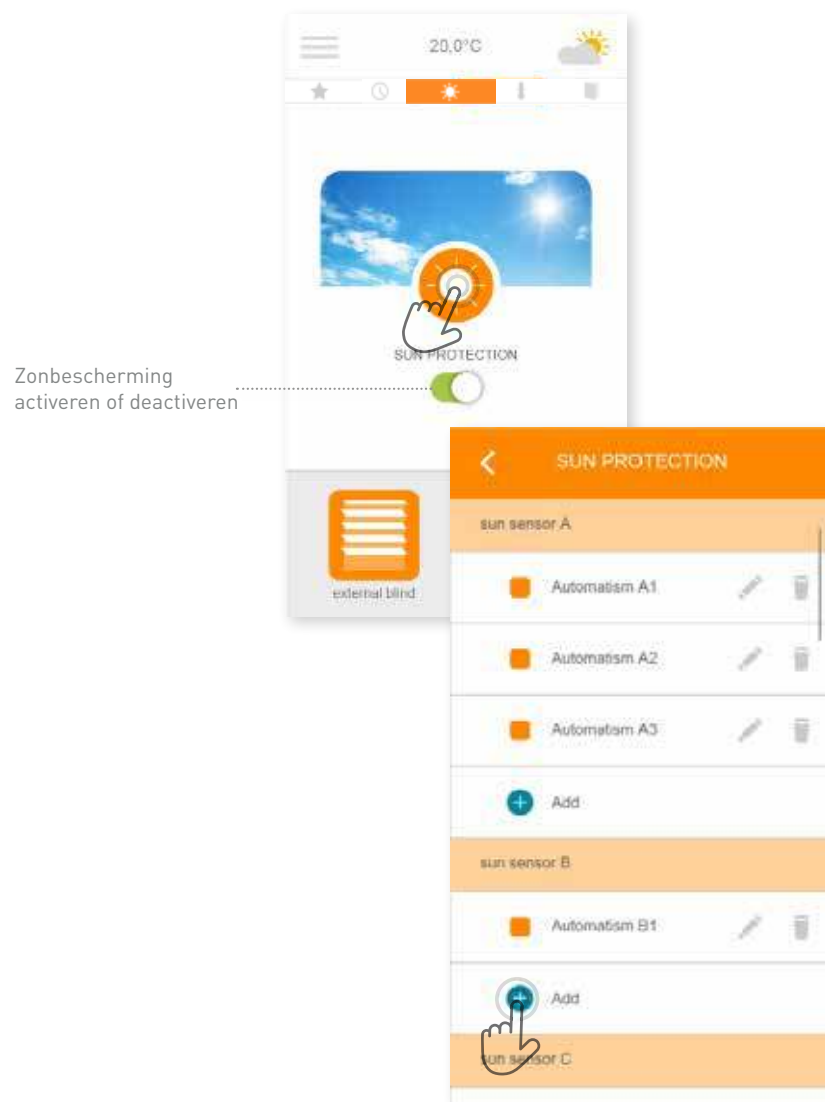 20,0°C
SUN PROTECTION
Zonbescherming
activeren of deactiveren
external blind
SUN PROTECTION
sun sensor A
Automatism A1
Automatism A2
Automatism A3
Add
sun sensor B
Automatism B1
Add
sun sensor C